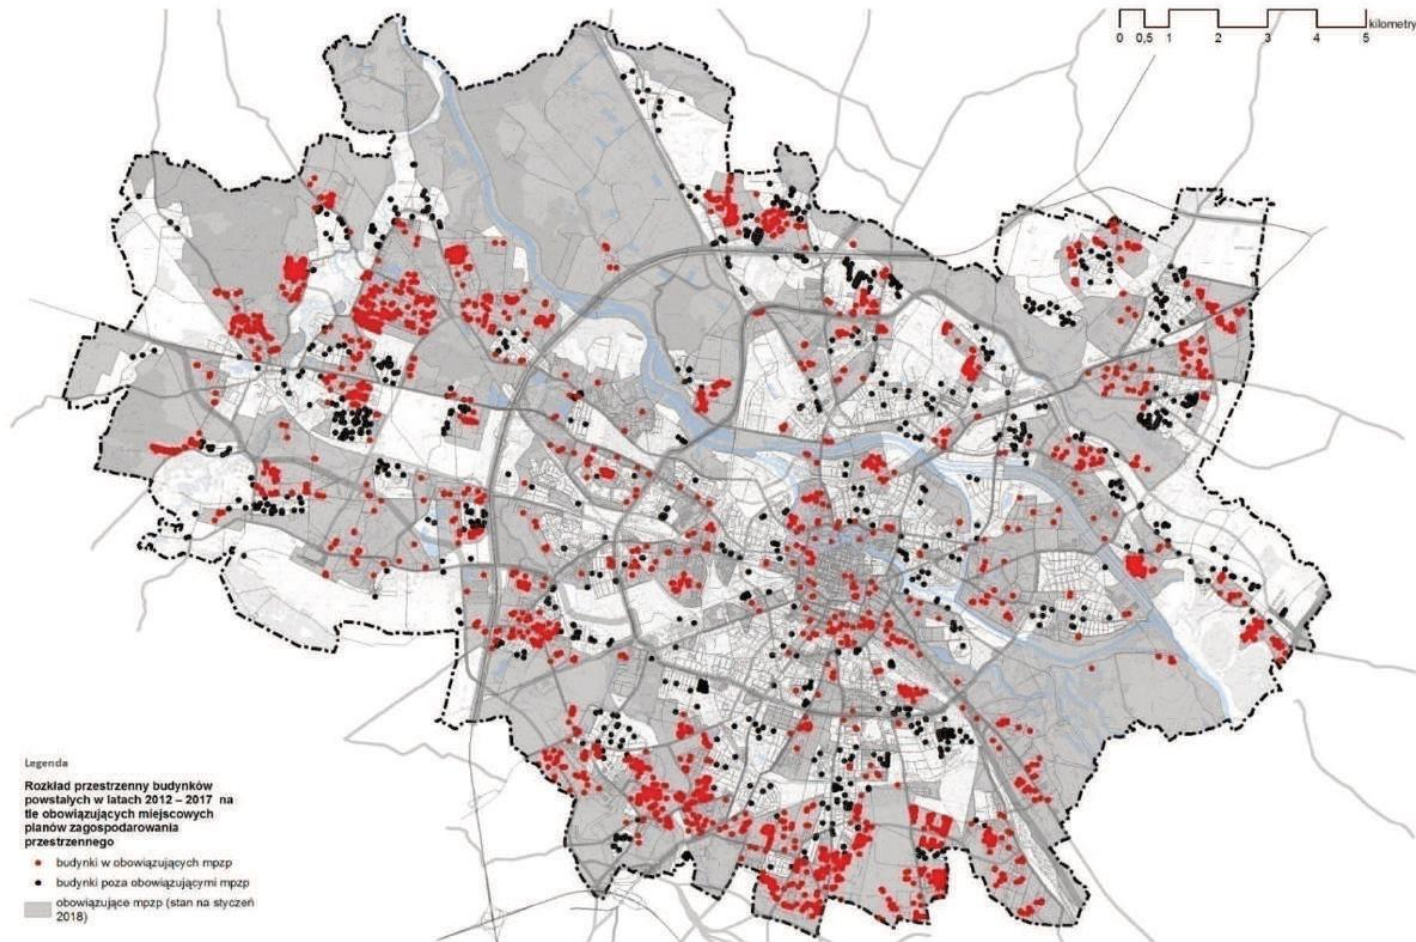 kilometry
0 0,5 1 2 3 4 5
Legenda
Rozkład przestrzenny budynków
powstałych w latach 2012 – 2017 na
tle obowiązujących miejscowych
planów zagospodarowania
przestrzennego
budynki w obowiązujących mpzp
budynki poza obowiązującymi mpzp
obowiązujące mpzp (stan na styczeń
2018)